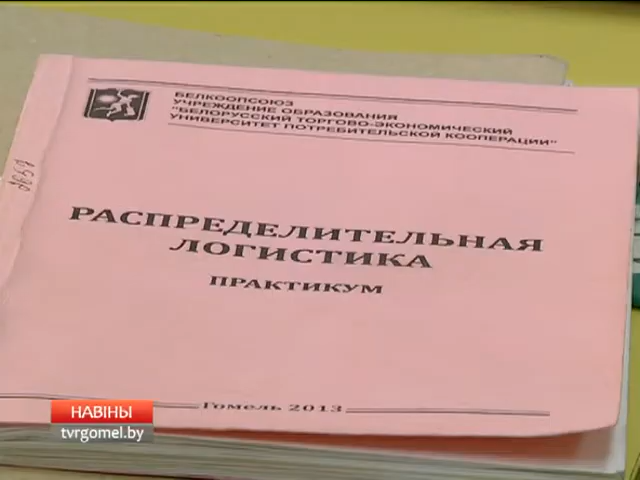 БЕЛКООПСОЮЗ
УЧРЕЖДЕНИЕ ОБРАЗОВАНИЯ
"БЕЛОРУССКИЙ ТОРГОВО-ЭКОНОМИЧЕСКИЙ
УНИВЕРСИТЕТ ПОТРЕБИТЕЛЬСКОЙ КООПЕРАЦИИ"
РАСПРЕДЕЛИТЕЛЬНАЯ
ЛОГИСТИКА
ПРАКТИКУМ
Гомель 2013
НАВІНЫ
tvrgomel.by